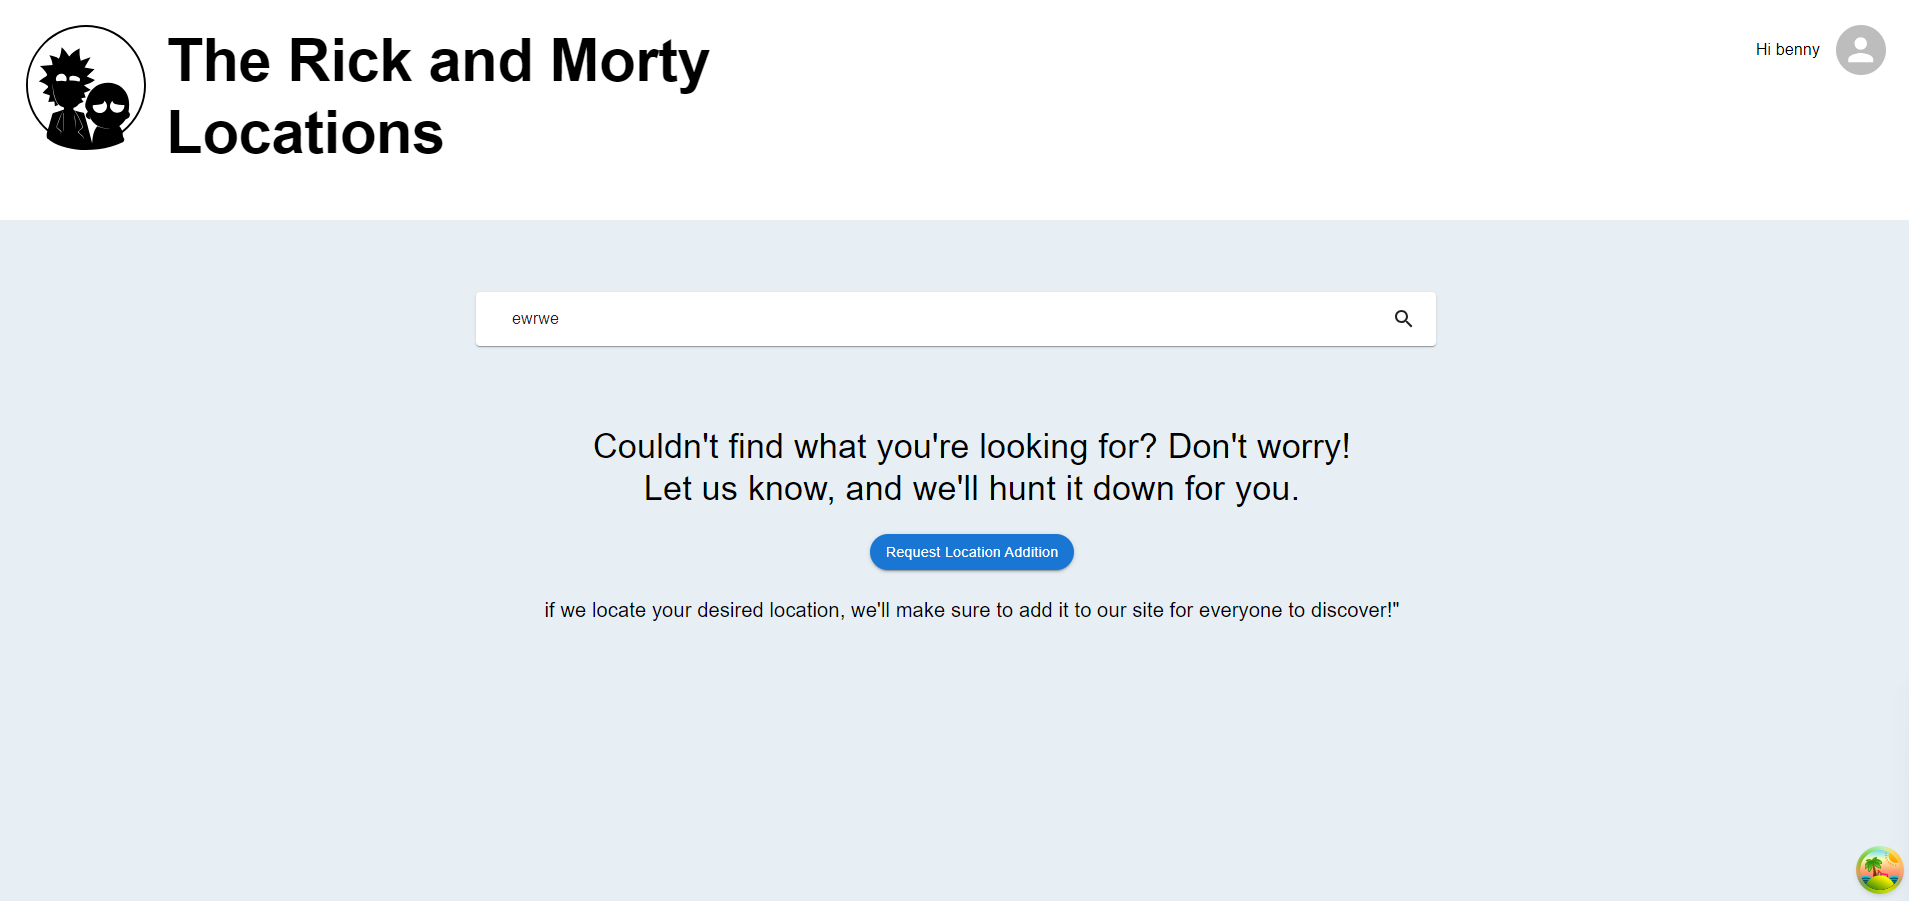 The Rick and Morty
Locations
Hi benny
ewrwe
Couldn't find what you're looking for? Don't worry!
Let us know, and we'll hunt it down for you.
Request Location Addition
if we locate your desired location, we'll make sure to add it to our site for everyone to discover!"